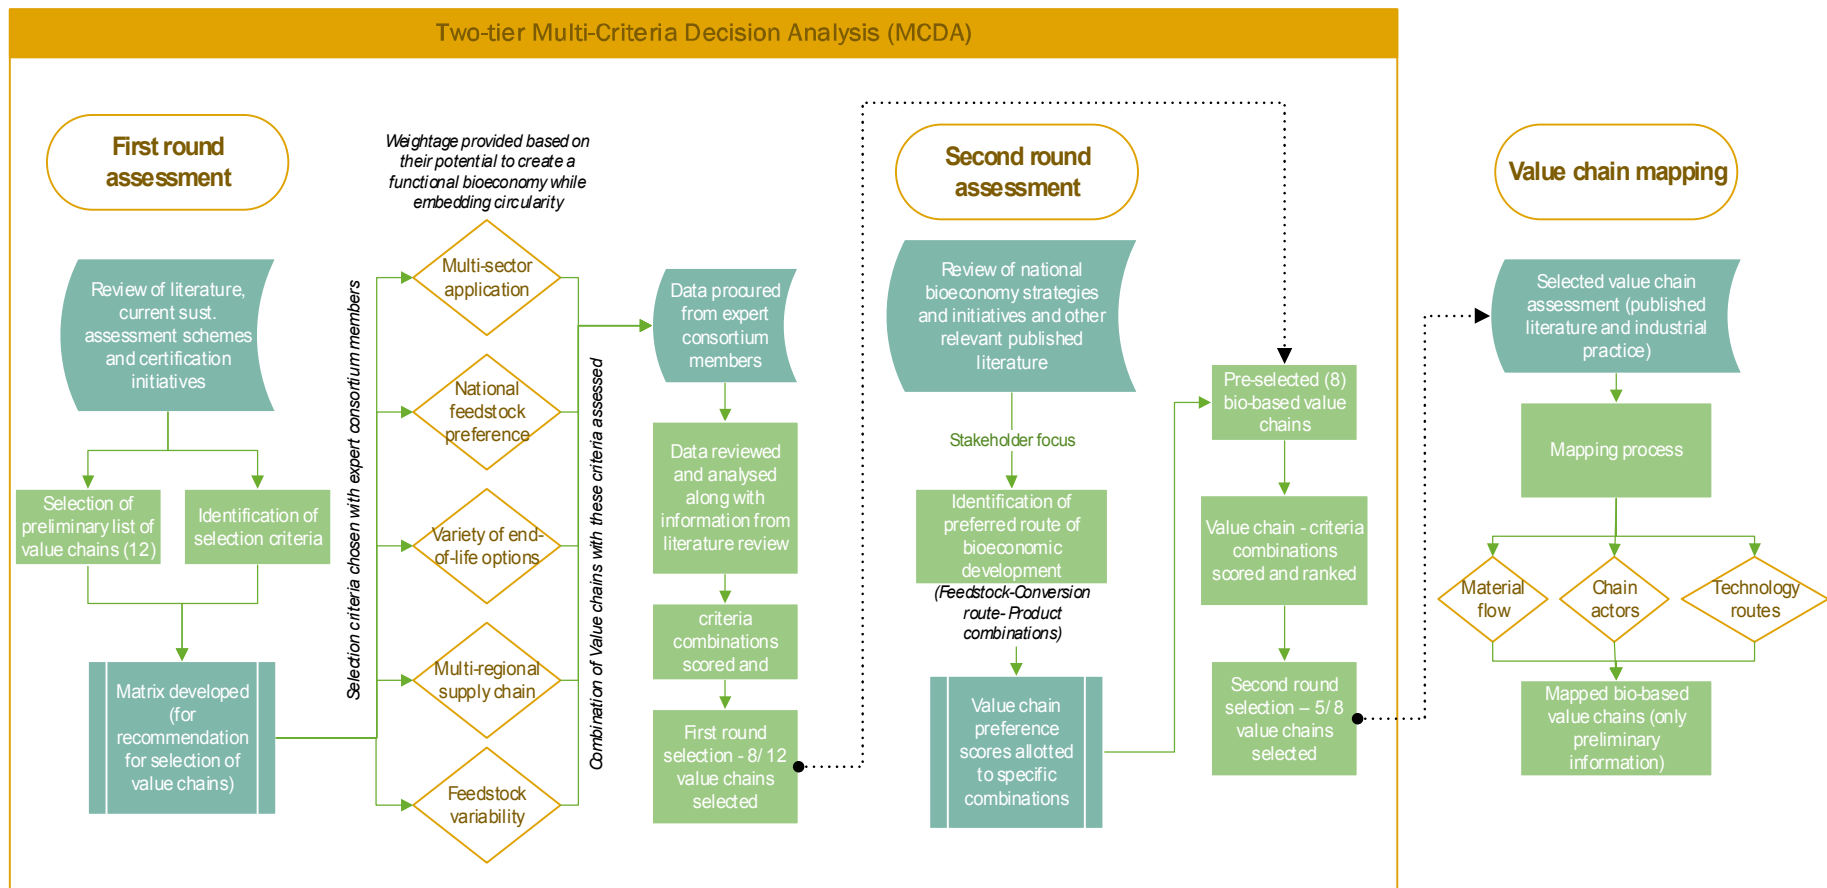 Two-tier Multi-Criteria Decision Analysis (MCDA)
First round
assessment
Review of literature,
current sust.
assessment schemes
and certification
initiatives
Selection of
preliminary list of
value chains (12)
Identification of
selection criteria
Matrix developed
(for
recommendation
for selection of
value chains)
Selection criteria chosen with expert consortium members
Weightage provided based on
their potential to create a
functional bioeconomy while
embedding circularity
Multi-sector
application
National
feedstock
preference
Variety of end-
of-life options
Multi-regional
supply chain
Feedstock
variability
Combination of Value chains with these criteria assessed
Data procured
from expert
consortium
members
Data reviewed
and analysed
along with
information from
literature review
criteria
combinations
scored and
First round
selection - 8/ 12
value chains
selected
Second round
assessment
Review of national
bioeconomy strategies
and initiatives and other
relevant published
literature
Stakeholder focus
Identification of
preferred route of
bioeconomic
development
(Feedstock-Conversion
route- Product
combinations)
Value chain
preference
scores allotted
to specific
combinations
Pre-selected (8)
bio-based value
chains
Value chain - criteria
combinations
scored and ranked
Second round
selection – 5/ 8
value chains
selected
Value chain mapping
Selected value chain
assessment (published
literature and industrial
practice)
Mapping process
Material
flow
Chain
actors
Technology
routes
Mapped bio-based
value chains (only
preliminary
information)